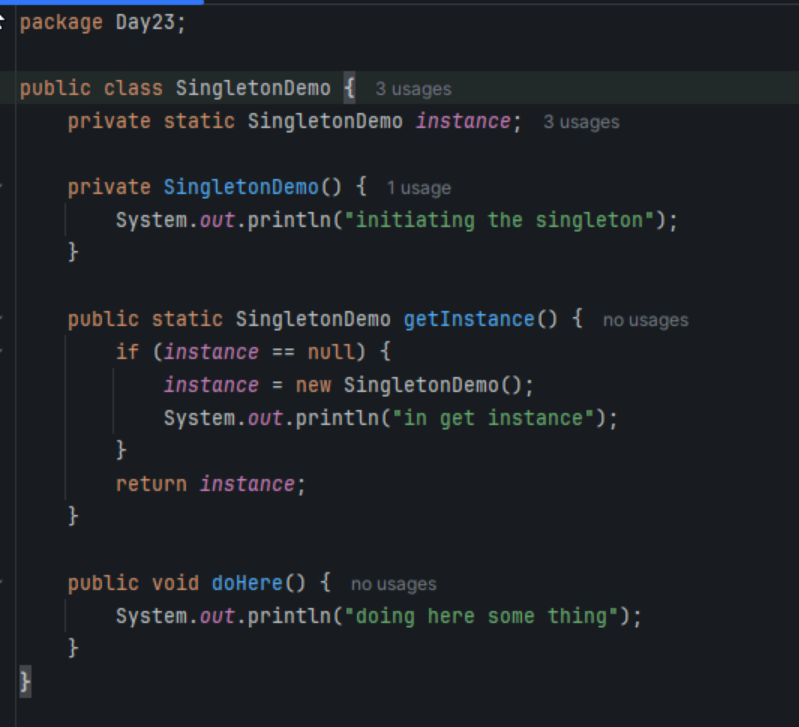 package Day23;
public class SingletonDemo { 3 usages
private static SingletonDemo instance; 3 usages
private SingletonDemo() { 1 usage
System.out.println("initiating the singleton");
}
public static SingletonDemo getInstance() { no usages
if (instance == null) {
instance = new SingletonDemo();
System.out.println("in get instance");
}
return instance;
}
public void doHere() { no usages
System.out.println("doing here some thing");
}
}